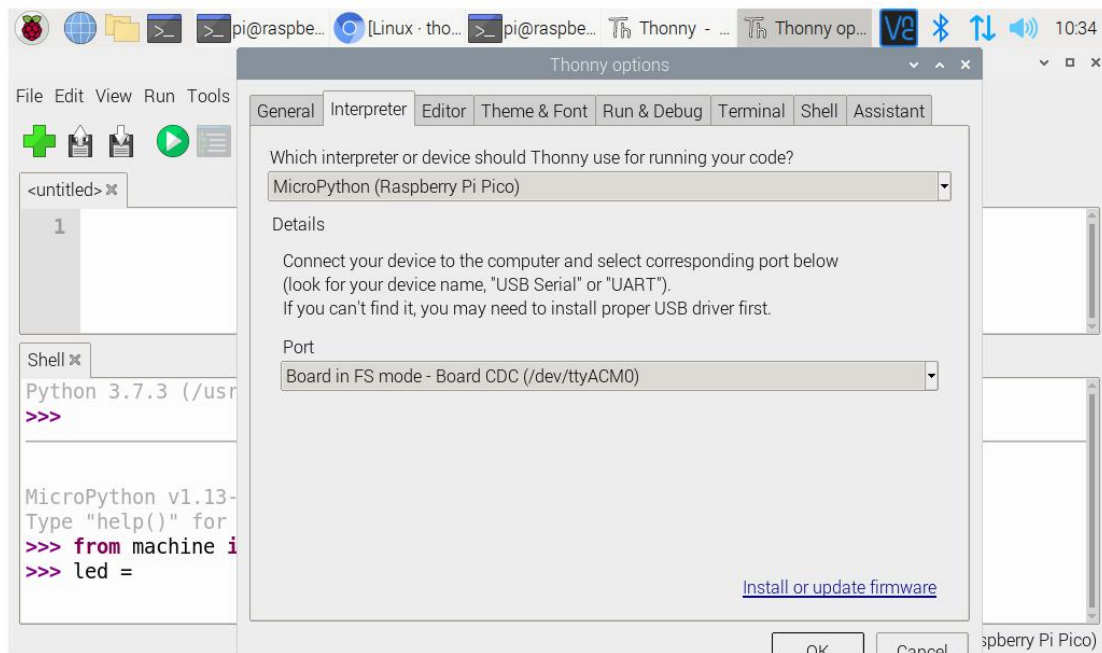 pi@raspbe... [Linux · tho... pi@raspbe... Thonny - ... Thonny op... V2 10:34
Thonny options
File Edit View Run Tools
General Interpreter Editor Theme & Font Run & Debug Terminal Shell Assistant
Which interpreter or device should Thonny use for running your code?
MicroPython (Raspberry Pi Pico)
<untitled>
1
Details
Connect your device to the computer and select corresponding port below
(look for your device name, "USB Serial" or "UART").
If you can't find it, you may need to install proper USB driver first.
Port
Board in FS mode - Board CDC (/dev/ttyACM0)
Shell
Python 3.7.3 (/usr
>>>
MicroPython v1.13-
Type "help()" for
>>> from machine i
>>> led =
Install or update firmware
OK Cancel
spberry Pi Pico)